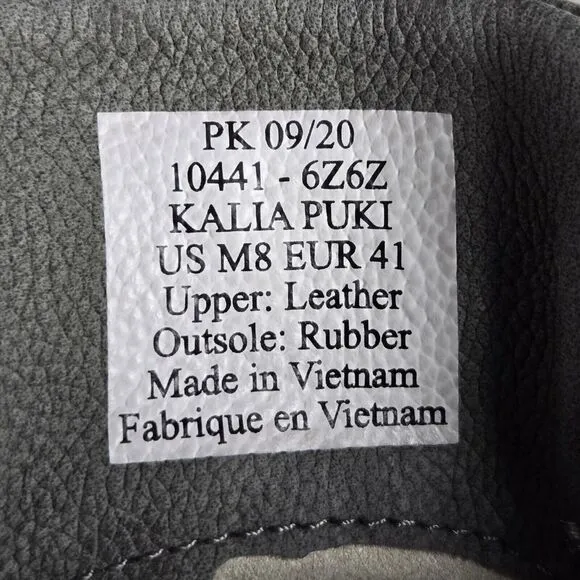 PK 09/20
10441 - 6Z6Z
KALIA PUKI
US M8 EUR 41
Upper: Leather
Outsole: Rubber
Made in Vietnam
Fabrique en Vietnam